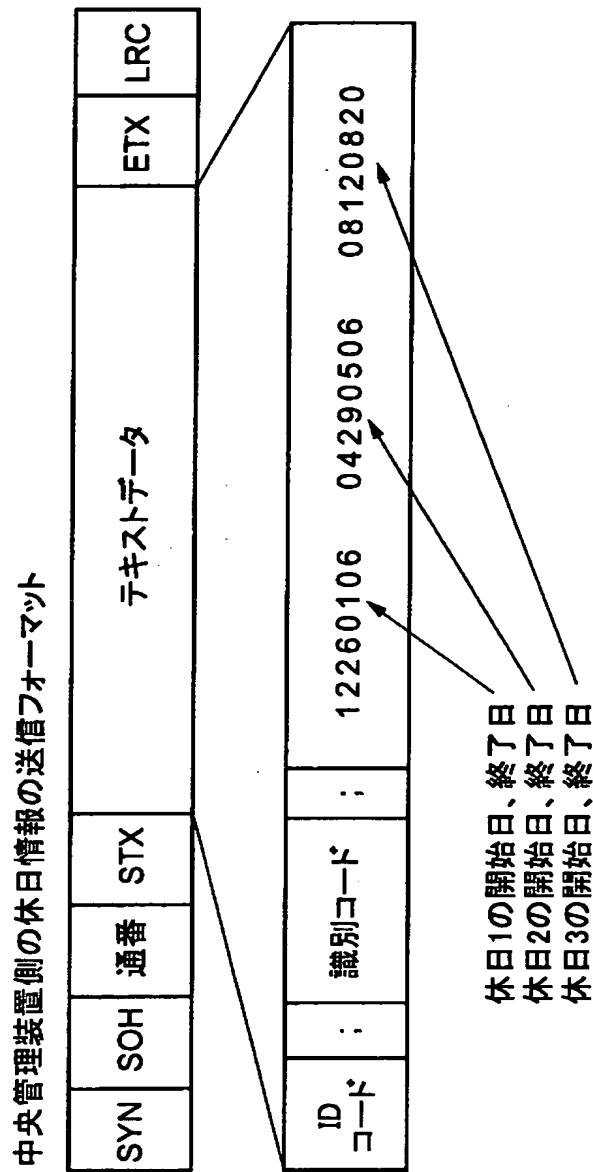 中央管理装置側の休日情報の送信フォーマット
SYN SOH 通番 STX テキストデータ ETX LRC
ID
コード ; 識別コード ; 12260106 04290506 08120820
休日1の開始日、終了日
休日2の開始日、終了日
休日3の開始日、終了日